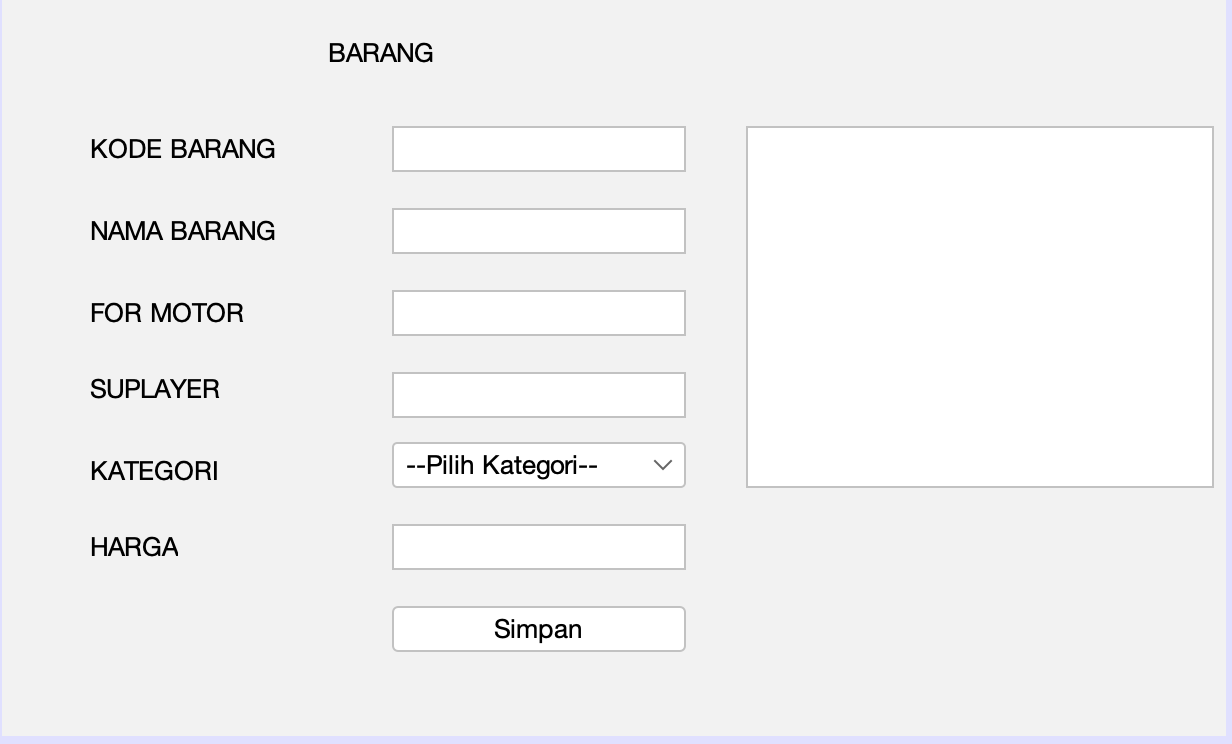 BARANG
KODE BARANG
NAMA BARANG
FOR MOTOR
SUPLAYER
KATEGORI
--Pilih Kategori--
HARGA
Simpan